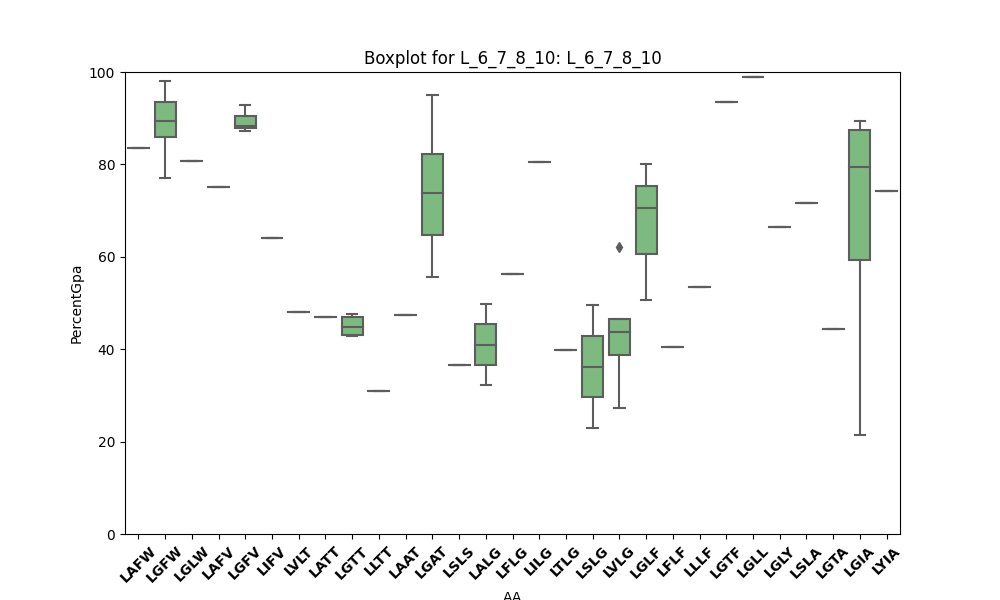 Boxplot for L_6_7_8_10: L_6_7_8_10
PercentGpa
100
80
60
40
20
0
LAFW LGFW LGLW LAFV LGFV LIFV LVLT LATT LGTT LLTT LAAT LGAT LSLS LALG LFLG LILG LTLG LSLG LVLG LGLF LFLF LLLF LGTF LGLL LGLY LSLA LGTA LGIA LYIA
AA